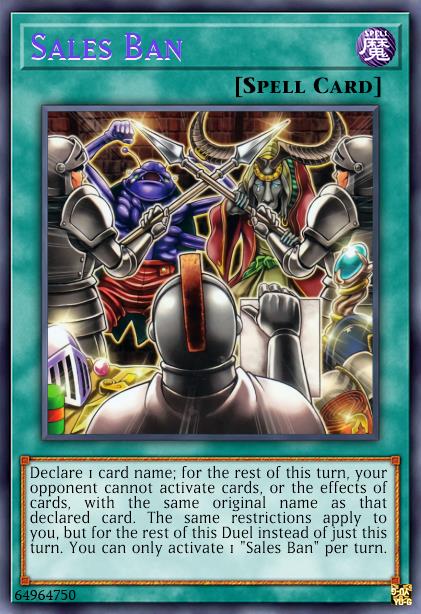 Sales Ban
SPELL
魔
[Spell Card]
Declare 1 card name; for the rest of this turn, your
opponent cannot activate cards, or the effects of
cards, with the same original name as that
declared card. The same restrictions apply to
you, but for the rest of this Duel instead of just this
turn. You can only activate 1 "Sales Ban" per turn.
64964750